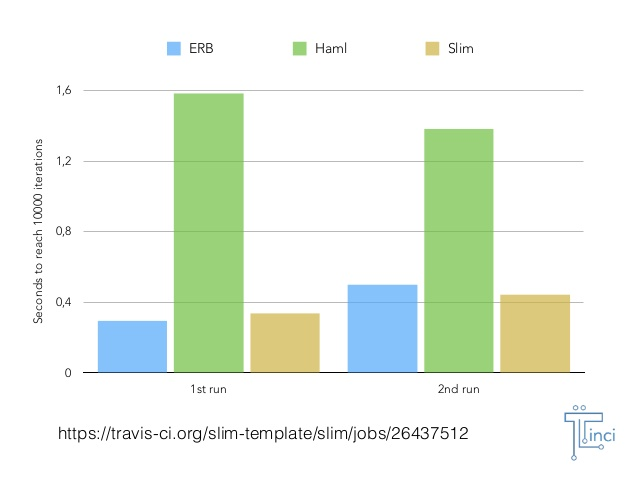 ERB Haml Slim
1,6
1,2
0,8
0,4
0
Seconds to reach 10000 iterations
1st run 2nd run
https://travis-ci.org/slim-template/slim/jobs/26437512
inci